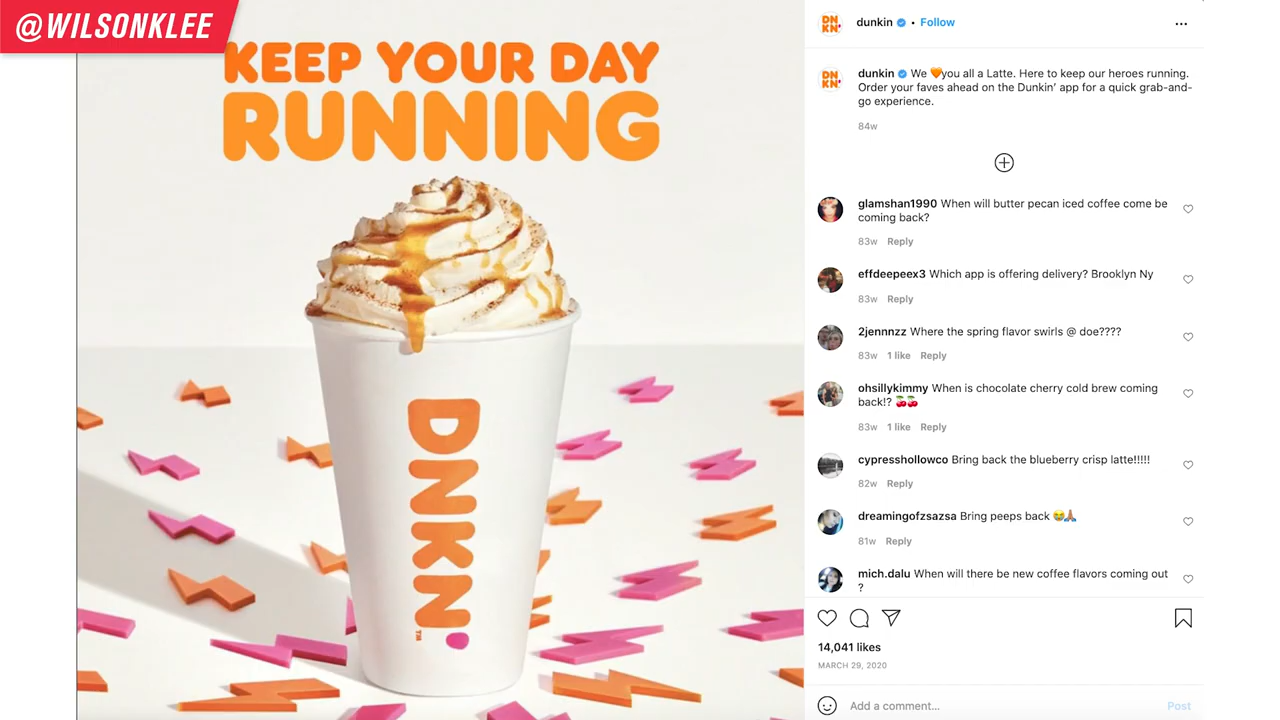 @WILSONKLEE
KEEP YOUR DAY
RUNNING
DNKN'
TM
DN
KN'
dunkin • Follow
DN
KN'
dunkin We 🧡you all a Latte. Here to keep our heroes running.
Order your faves ahead on the Dunkin' app for a quick grab-and-
go experience.
84w
glamshan1990 When will butter pecan iced coffee come be
coming back?
83w Reply
effdeepeex3 Which app is offering delivery? Brooklyn Ny
83w Reply
2jennnzz Where the spring flavor swirls @ doe????
83w 1 like Reply
ohsillykimmy When is chocolate cherry cold brew coming
back!? 🍒🍒
83w 1 like Reply
cypresshollowco Bring back the blueberry crisp latte!!!!!
82w Reply
dreamingofzsazsa Bring peeps back 😂🙏🏽
81w Reply
mich.dalu When will there be new coffee flavors coming out
?
14,041 likes
MARCH 29, 2020
Add a comment... Post